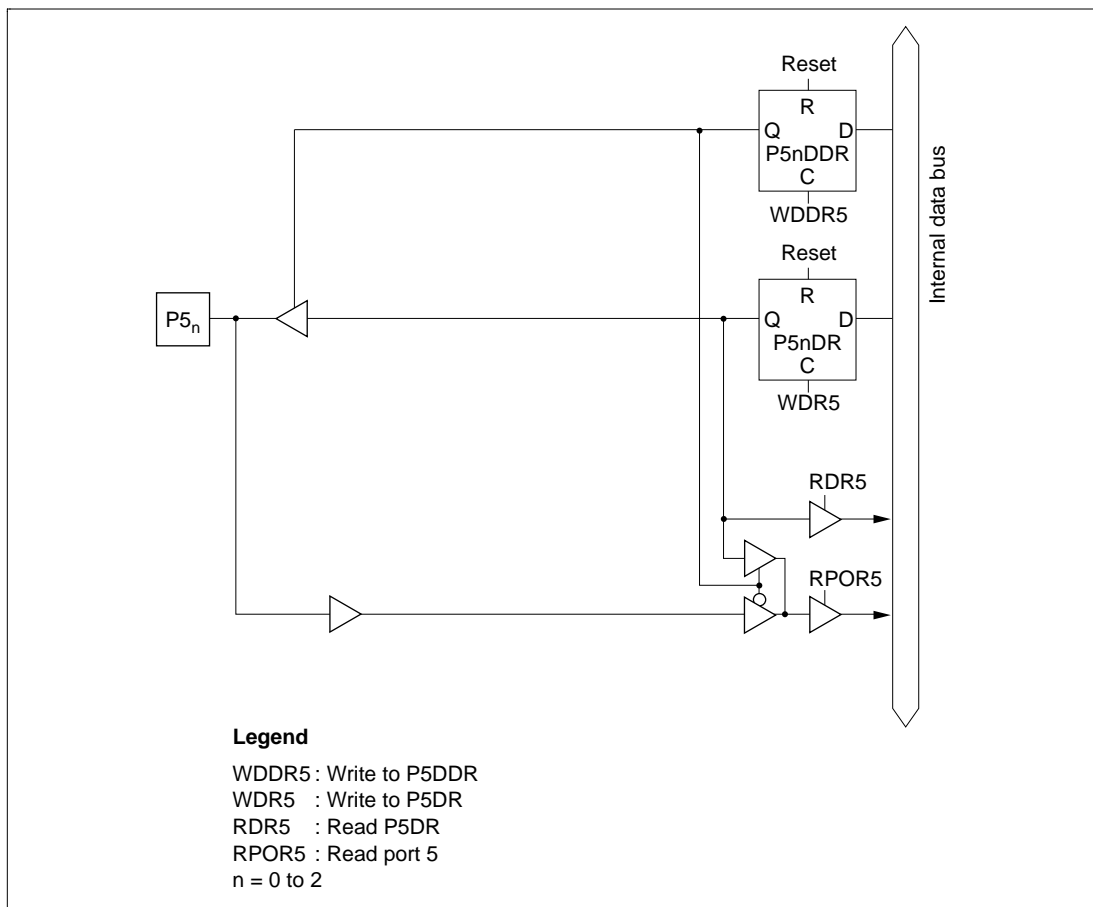 Reset
R
Q D
P5nDDR
C
WDDR5
Internal data bus
Reset
R
P5n
Q D
P5nDR
C
WDR5
RDR5
RPOR5
Legend
WDDR5 : Write to P5DDR
WDR5 : Write to P5DR
RDR5 : Read P5DR
RPOR5 : Read port 5
n = 0 to 2